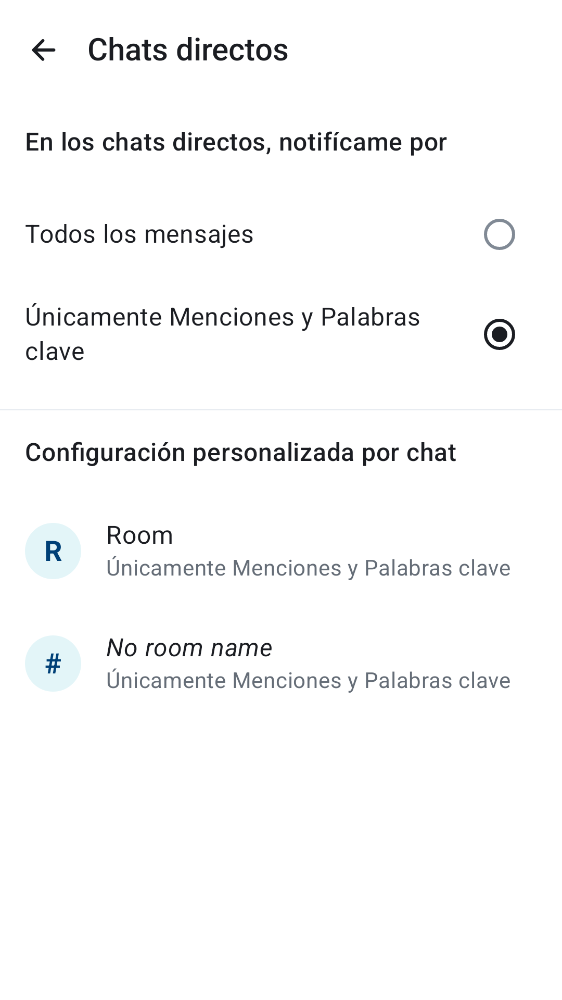 Chats directos
En los chats directos, notifícame por
Todos los mensajes
Únicamente Menciones y Palabras
clave
Configuración personalizada por chat
R
Room
Únicamente Menciones y Palabras clave
#
No room name
Únicamente Menciones y Palabras clave